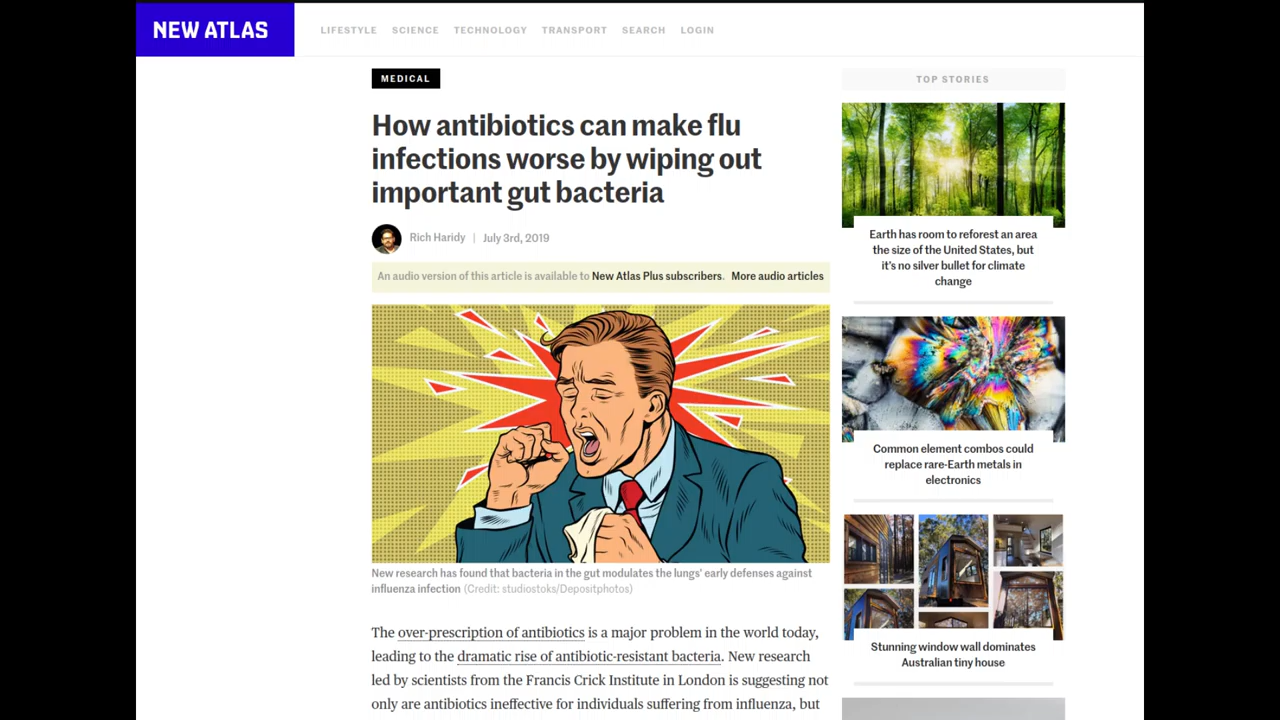 NEW ATLAS
LIFESTYLE SCIENCE TECHNOLOGY TRANSPORT SEARCH LOGIN
MEDICAL
How antibiotics can make flu
infections worse by wiping out
important gut bacteria
Rich Haridy | July 3rd, 2019
An audio version of this article is available to New Atlas Plus subscribers. More audio articles
New research has found that bacteria in the gut modulates the lungs' early defenses against
influenza infection (Credit: studiostoks/Depositphotos)
The over-prescription of antibiotics is a major problem in the world today,
leading to the dramatic rise of antibiotic-resistant bacteria. New research
led by scientists from the Francis Crick Institute in London is suggesting not
only are antibiotics ineffective for individuals suffering from influenza, but
TOP STORIES
Earth has room to reforest an area
the size of the United States, but
it's no silver bullet for climate
change
Common element combos could
replace rare-Earth metals in
electronics
Stunning window wall dominates
Australian tiny house